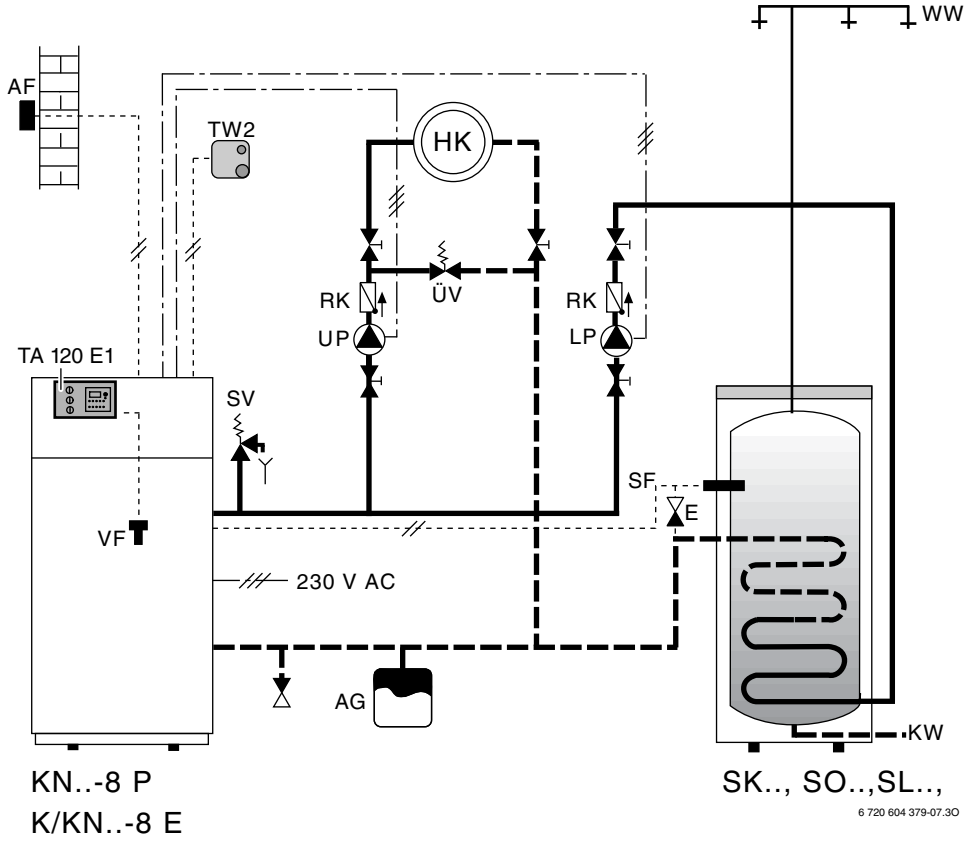 WW
AF
TW2
HK
RK
ÜV
RK
UP
LP
TA 120 E1
SV
SF
E
VF
230 V AC
AG
KW
KN..-8 P
K/KN..-8 E
SK.., SO..,SL..,
6 720 604 379-07.3O